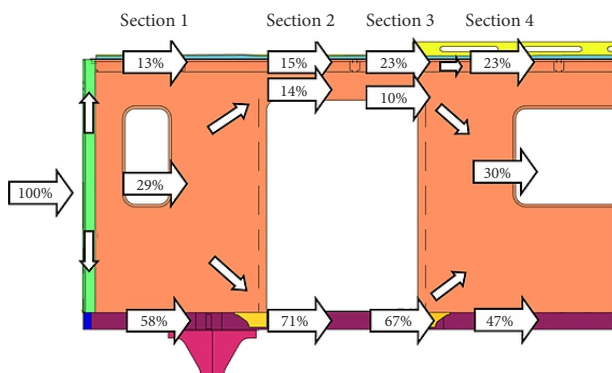 Section 1 Section 2 Section 3 Section 4
13% 15% 23% 23%
14% 10%
100% 29% 30%
58% 71% 67% 47%